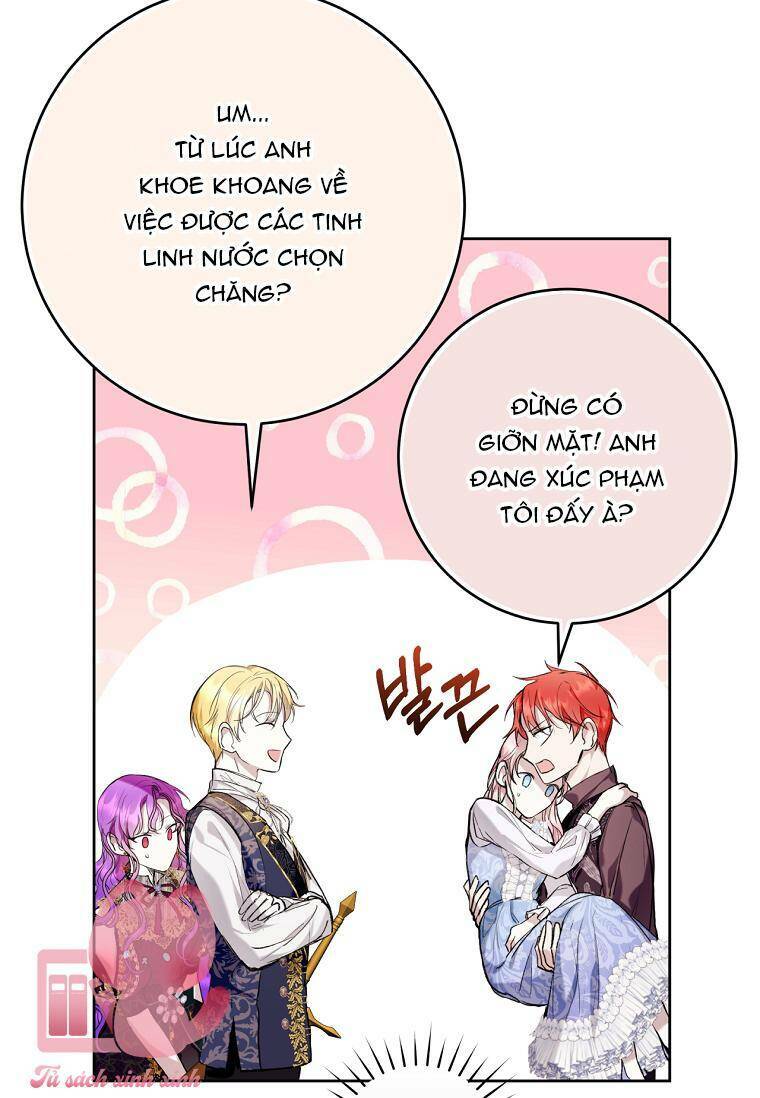 UM...
TỪ LÚC ANH
KHOE KHOANG VỀ
VIỆC ĐƯỢC CÁC TINH
LINH NƯỚC CHỌN
CHĂNG?
ĐỪNG CÓ
GIỠN MẶT! ANH
ĐANG XÚC PHẠM
TÔI ĐẤY À?
발끈
Tủ sách xinh xinh